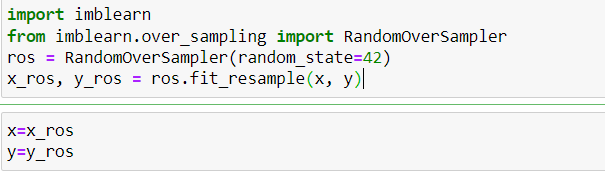 import imblearn
from imblearn.over_sampling import RandomOverSampler
ros = RandomOverSampler(random_state=42)
x_ros, y_ros = ros.fit_resample(x, y)
x=x_ros
y=y_ros